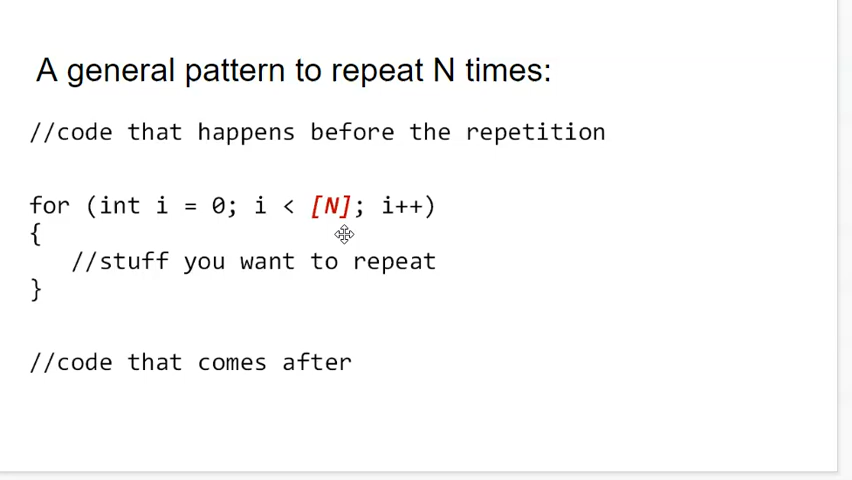 A general pattern to repeat N times:
//code that happens before the repetition
for (int i = 0; i < [N]; i++)
{
//stuff you want to repeat
}
//code that comes after